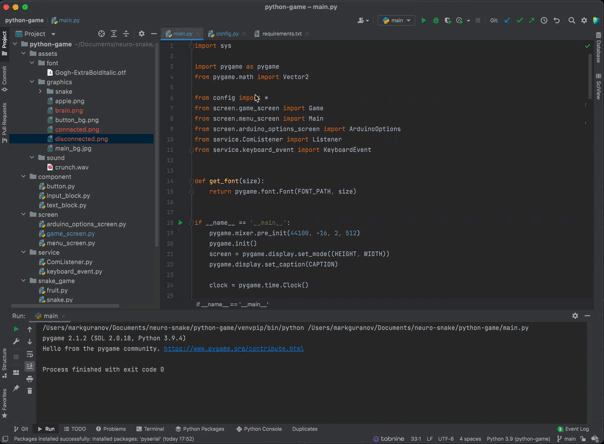 python-game – main.py
python-game
main.py
main
Git:
Project
python-game ~/Documents/neuro-snake
assets
font
Gogh-ExtraBoldItalic.otf
graphics
snake
apple.png
brain.png
button_bg.png
connected.png
disconnected.png
main_bg.jpg
sound
crunch.wav
component
button.py
input_block.py
text_block.py
screen
arduino_options_screen.py
game_screen.py
menu_screen.py
service
ComListener.py
keyboard_event.py
snake_game
fruit.py
snake.py
Project
Commit
Pull Requests
Structure
Favorites
main.py
config.py
requirements.txt
1 import sys
2
3 import pygame as pygame
4 from pygame.math import Vector2
5
6 from config import *
7 from screen.game_screen import Game
8 from screen.menu_screen import Main
9 from screen.arduino_options_screen import ArduinoOptions
10 from service.ComListener import Listener
11 from service.keyboard_event import KeyboardEvent
12
13
14 def get_font(size):
15 return pygame.font.Font(FONT_PATH, size)
16
17
18 if __name__ == '__main__':
19 pygame.mixer.pre_init(44100, -16, 2, 512)
20 pygame.init()
21 screen = pygame.display.set_mode((HEIGHT, WIDTH))
22 pygame.display.set_caption(CAPTION)
23
24 clock = pygame.time.Clock()
25
if __name__ == '__main__'
Database
SciView
Run: main
/Users/markguranov/Documents/neuro-snake/python-game/venvpip/bin/python /Users/markguranov/Documents/neuro-snake/python-game/main.py
pygame 2.1.2 (SDL 2.0.18, Python 3.9.4)
Hello from the pygame community. https://www.pygame.org/contribute.html
Process finished with exit code 0
Git
Run
TODO
Problems
Terminal
Python Packages
Python Console
Duplicates
Event Log
Packages installed successfully: Installed packages: 'pyserial' (today 17:52)
tabnine
33:1
LF
UTF-8
4 spaces
Python 3.9 (python-game)
main